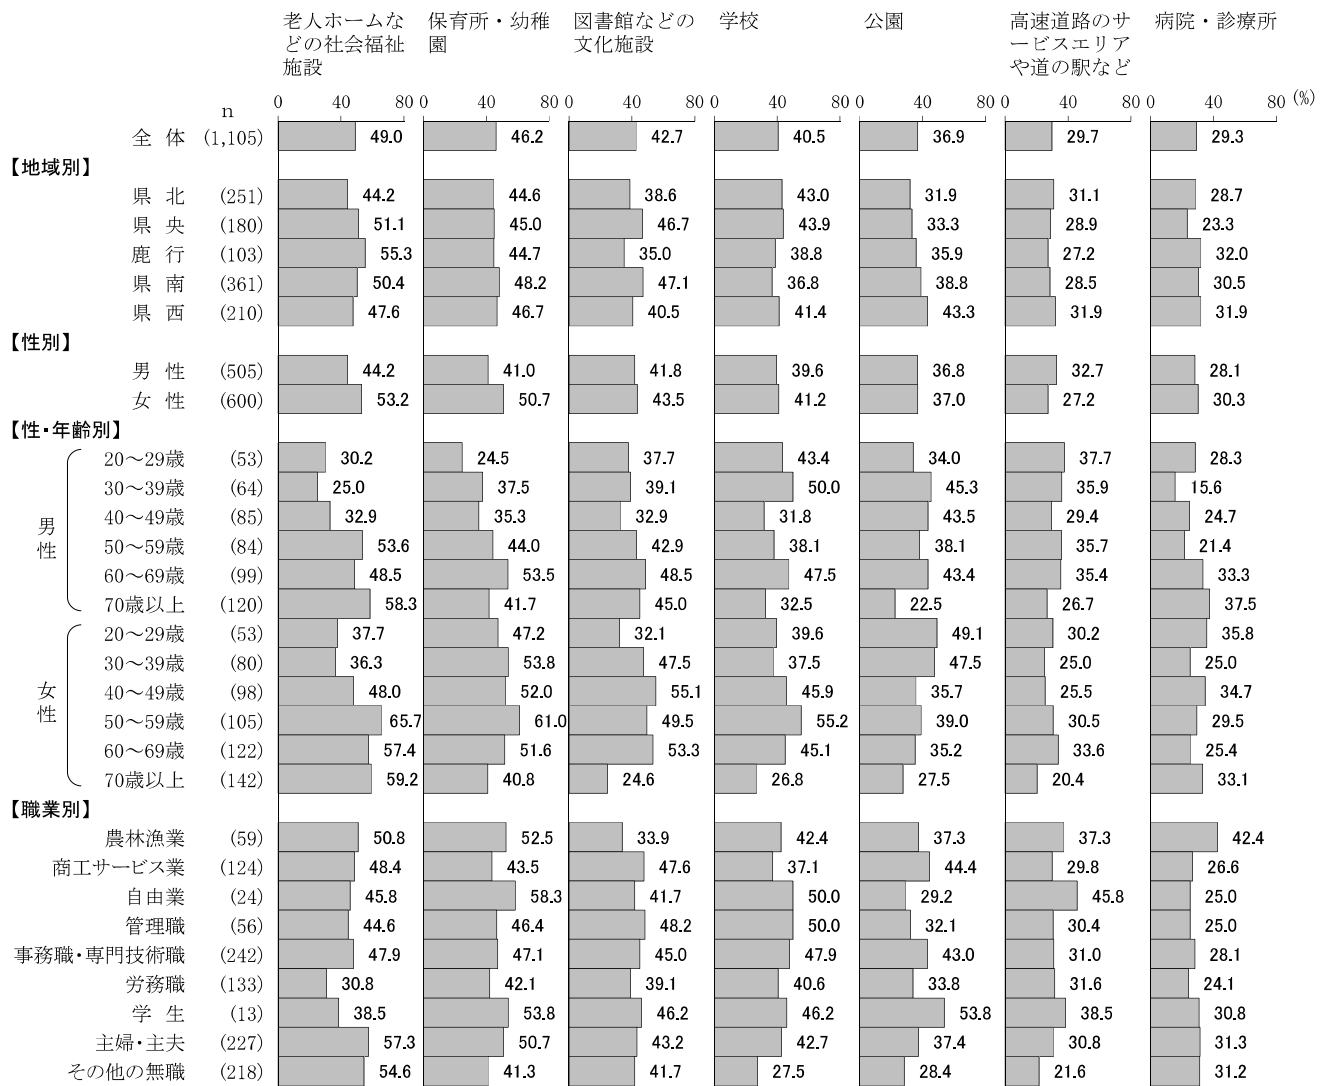 老人ホームな　保育所・幼稚　図書館などの　学校　公園　高速道路のサ　病院・診療所
どの社会福祉　園　文化施設　ービスエリア
施設　や道の駅など
n　0 40 80 0 40 80 0 40 80 0 40 80 0 40 80 0 40 80 0 40 80 (%)
全体 (1,105) 49.0 46.2 42.7 40.5 36.9 29.7 29.3
【地域別】
県北 (251) 44.2 44.6 38.6 43.0 31.9 31.1 28.7
県央 (180) 51.1 45.0 46.7 43.9 33.3 28.9 23.3
鹿行 (103) 55.3 44.7 35.0 38.8 35.9 27.2 32.0
県南 (361) 50.4 48.2 47.1 36.8 38.8 28.5 30.5
県西 (210) 47.6 46.7 40.5 41.4 43.3 31.9 31.9
【性別】
男性 (505) 44.2 41.0 41.8 39.6 36.8 32.7 28.1
女性 (600) 53.2 50.7 43.5 41.2 37.0 27.2 30.3
【性・年齢別】
男性
20～29歳 (53) 30.2 24.5 37.7 43.4 34.0 37.7 28.3
30～39歳 (64) 25.0 37.5 39.1 50.0 45.3 35.9 15.6
40～49歳 (85) 32.9 35.3 32.9 31.8 43.5 29.4 24.7
50～59歳 (84) 53.6 44.0 42.9 38.1 38.1 35.7 21.4
60～69歳 (99) 48.5 53.5 48.5 47.5 43.4 35.4 33.3
70歳以上 (120) 58.3 41.7 45.0 32.5 22.5 26.7 37.5
女性
20～29歳 (53) 37.7 47.2 32.1 39.6 49.1 30.2 35.8
30～39歳 (80) 36.3 53.8 47.5 37.5 47.5 25.0 25.0
40～49歳 (98) 48.0 52.0 55.1 45.9 35.7 25.5 34.7
50～59歳 (105) 65.7 61.0 49.5 55.2 39.0 30.5 29.5
60～69歳 (122) 57.4 51.6 53.3 45.1 35.2 33.6 25.4
70歳以上 (142) 59.2 40.8 24.6 26.8 27.5 20.4 33.1
【職業別】
農林漁業 (59) 50.8 52.5 33.9 42.4 37.3 37.3 42.4
商工サービス業 (124) 48.4 43.5 47.6 37.1 44.4 29.8 26.6
自由業 (24) 45.8 58.3 41.7 50.0 29.2 45.8 25.0
管理職 (56) 44.6 46.4 48.2 50.0 32.1 30.4 25.0
事務職・専門技術職 (242) 47.9 47.1 45.0 47.9 43.0 31.0 28.1
労務職 (133) 30.8 42.1 39.1 40.6 33.8 31.6 24.1
学生 (13) 38.5 53.8 46.2 46.2 53.8 38.5 30.8
主婦・主夫 (227) 57.3 50.7 43.2 42.7 37.4 30.8 31.3
その他の無職 (218) 54.6 41.3 41.7 27.5 28.4 21.6 31.2